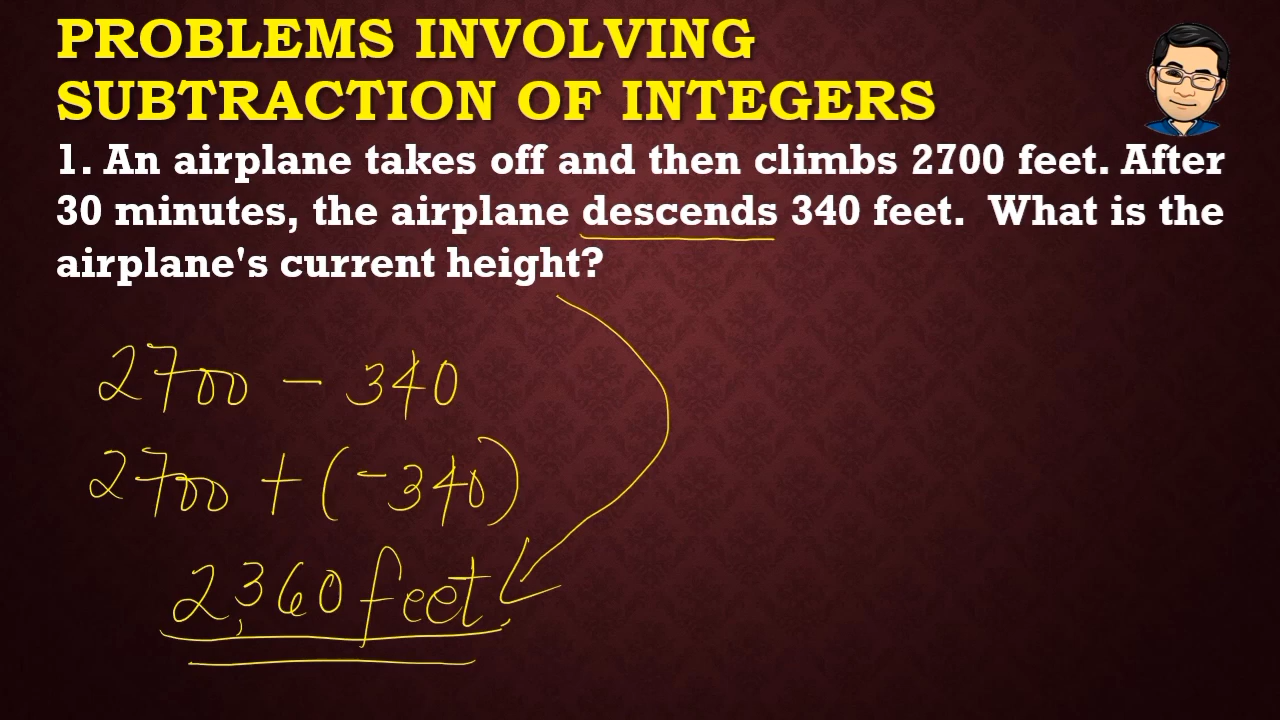 PROBLEMS INVOLVING
SUBTRACTION OF INTEGERS
1. An airplane takes off and then climbs 2700 feet. After
30 minutes, the airplane descends 340 feet. What is the
airplane's current height?
2700 - 340
2700 + (-340)
2,360 feet